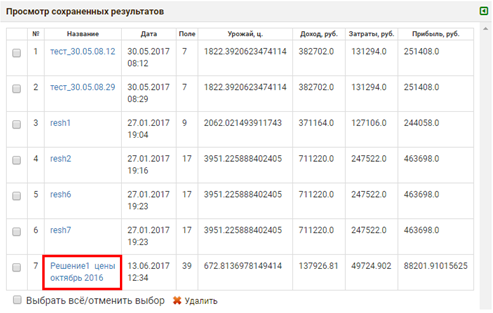 Просмотр сохраненных результатов
№ Название Дата Поле Урожай, ц. Доход, руб. Затраты, руб. Прибыль, руб.
1 тест_30.05.08.12 30.05.2017 08:12 7 1822.3920623474114 382702.0 131294.0 251408.0
2 тест_30.05.08.29 30.05.2017 08:29 7 1822.3920623474114 382702.0 131294.0 251408.0
3 resh1 27.01.2017 19:04 9 2062.021493911743 371164.0 127106.0 244058.0
4 resh2 27.01.2017 19:16 17 3951.225888402405 711220.0 247522.0 463698.0
5 resh6 27.01.2017 19:23 17 3951.225888402405 711220.0 247522.0 463698.0
6 resh7 27.01.2017 19:23 17 3951.225888402405 711220.0 247522.0 463698.0
7 Решение1 цены октябрь 2016 13.06.2017 12:34 39 672.8136978149414 137926.81 49724.902 88201.91015625
Выбрать всё/отменить выбор Удалить